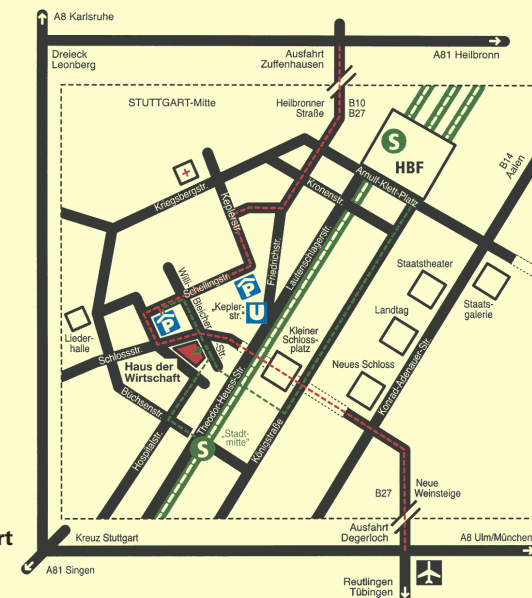 A8 Karlsruhe
Dreieck
Leonberg
Ausfahrt
Zuffenhausen
A81 Heilbronn
STUTTGART-Mitte
Heilbronner
Straße
B10
B27
S
HBF
B14
Aalen
Arnulf-Klett-Platz
Kriegsbergstr.
Keplerstr.
Kronenstr.
Friedrichstr.
Lautenschlagerstr.
Staatstheater
Staats-
galerie
Schellingstr.
Willi-
Bleicher-
Str.
P
P
„Kepler-
str.“
U
Landtag
Lieder-
halle
Kleiner
Schloss-
platz
Schlossstr.
Haus der
Wirtschaft
Neues Schloss
Konrad-Adenauer-Str.
Büchsenstr.
Theodor-Heuss-Str.
Hospitalstr.
S
„Stadt-
mitte“
Königstraße
B27
Neue
Weinsteige
Ausfahrt
Degerloch
rt
Kreuz Stuttgart
A8 Ulm/München
A81 Singen
Reutlingen
Tübingen